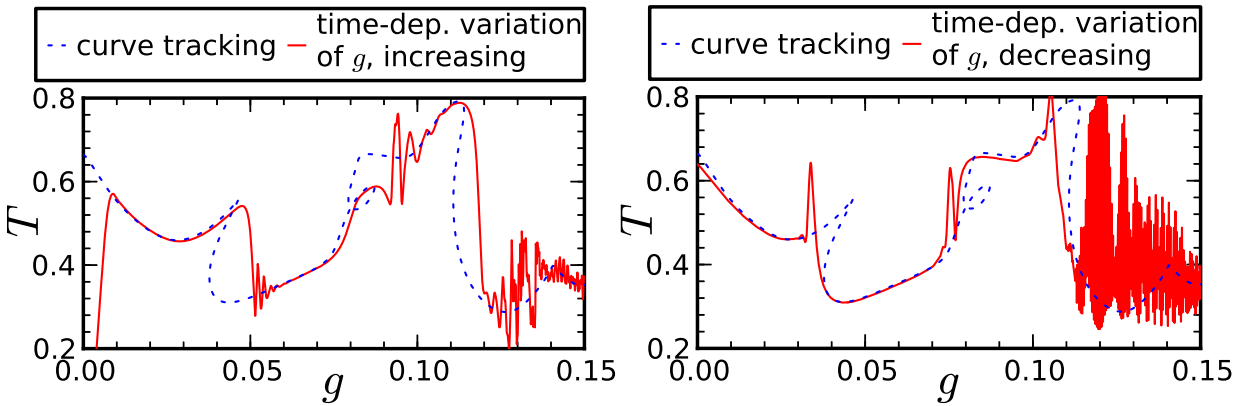 curve tracking
time-dep. variation
of g, increasing
0.8
0.6
0.4
0.2
T
0.00
0.05
0.10
0.15
g
curve tracking
time-dep. variation
of g, decreasing
0.8
0.6
0.4
0.2
T
0.00
0.05
0.10
0.15
g